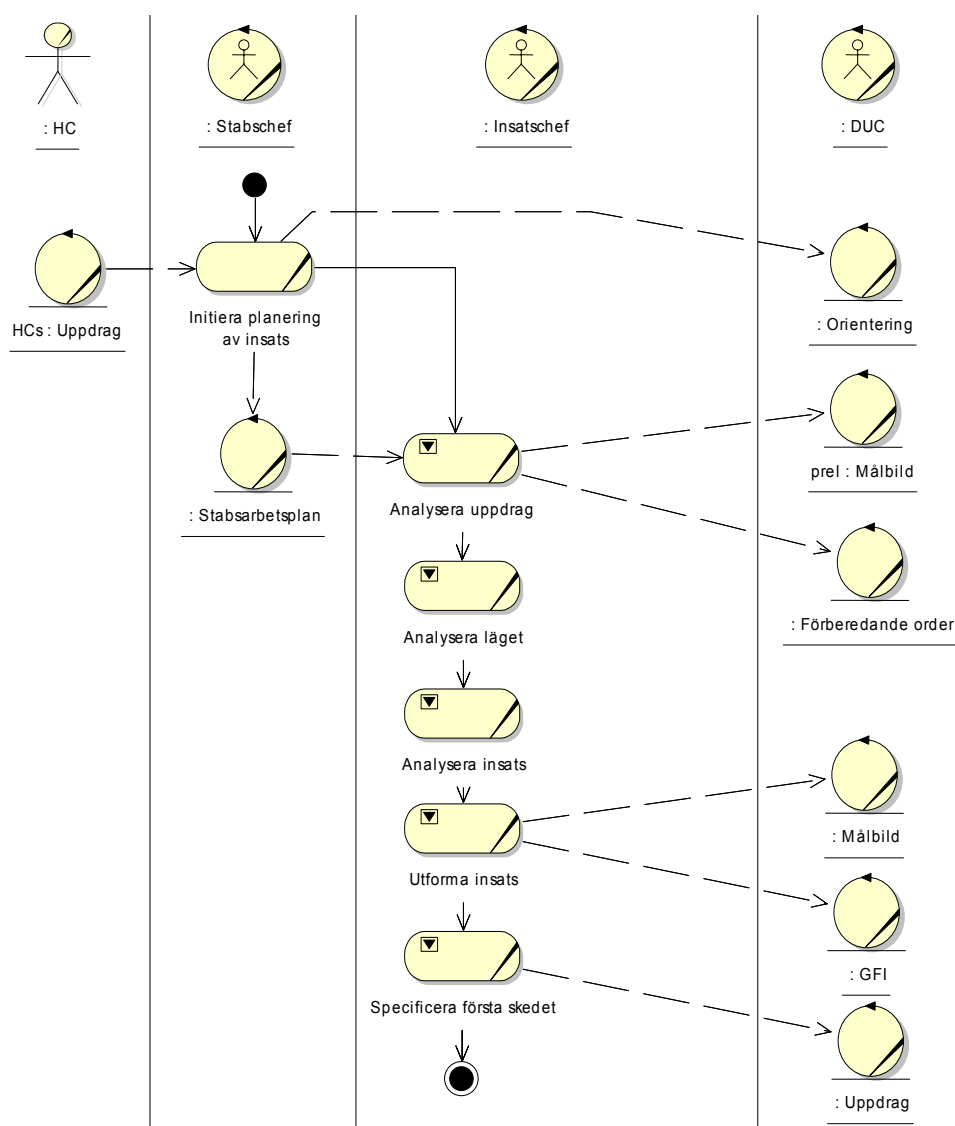 : HC
: Stabschef
: Insatschef
: DUC
HCs : Uppdrag
Initiera planering
av insats
: Orientering
: Stabsarbetsplan
Analysera uppdrag
prel : Målbild
Analysera läget
: Förberedande order
Analysera insats
Utforma insats
: Målbild
Specificera första skedet
: GFI
: Uppdrag